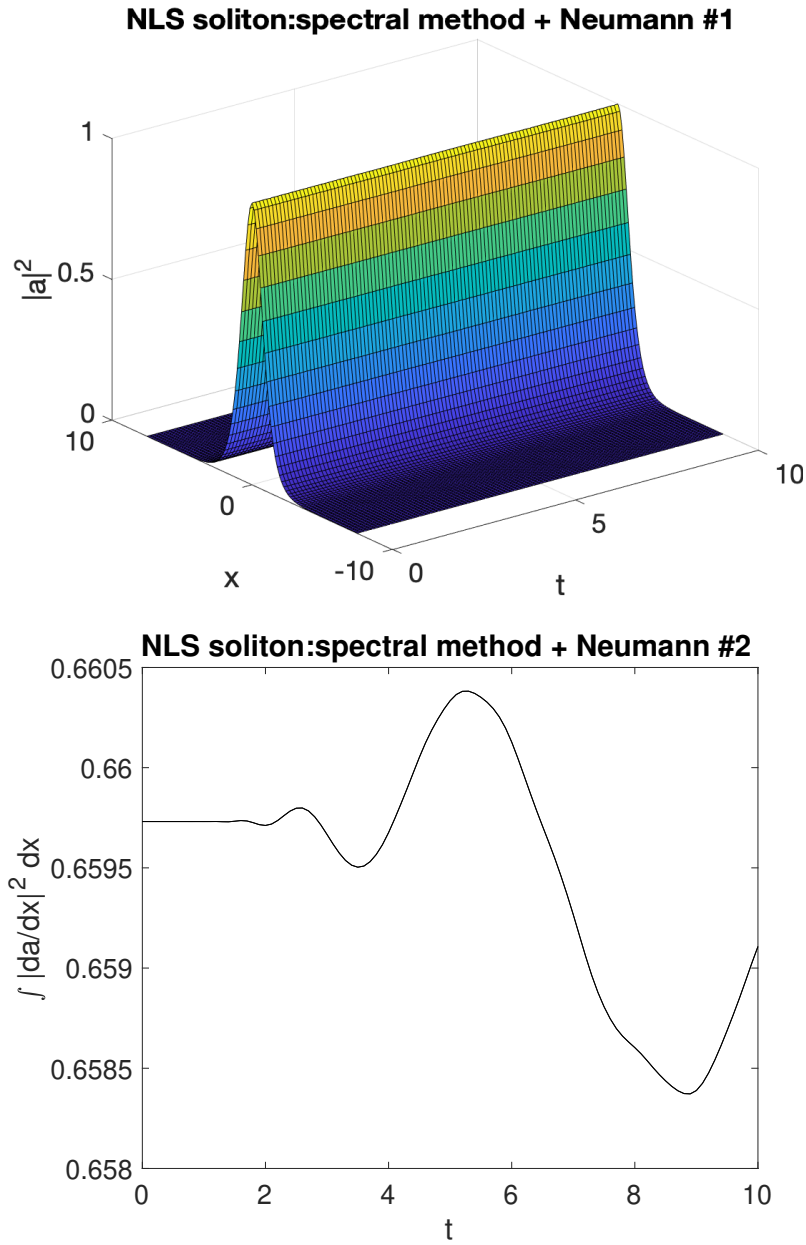 NLS soliton:spectral method + Neumann #1
1
0.5
0
|a|²
10
0
-10
x
0
5
10
t
NLS soliton:spectral method + Neumann #2
0.6605
0.66
0.6595
0.659
0.6585
0.658
∫ |da/dx|² dx
0 2 4 6 8 10
t